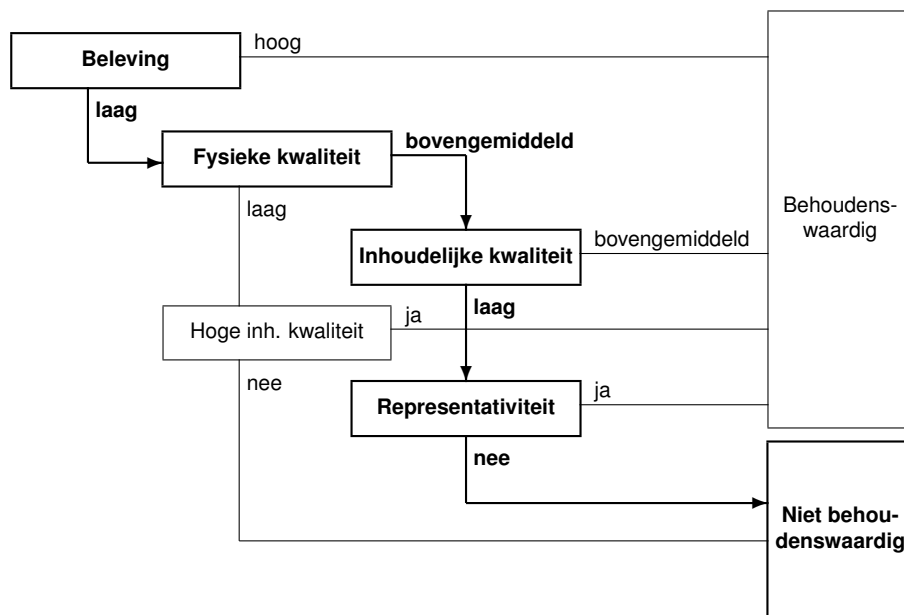 hoog
Beleving
laag
bovengemiddeld
Fysieke kwaliteit
laag
Behoudens-
waardig
bovengemiddeld
Inhoudelijke kwaliteit
laag
ja
Hoge inh. kwaliteit
nee
ja
Representativiteit
nee
Niet behou-
denswaardig